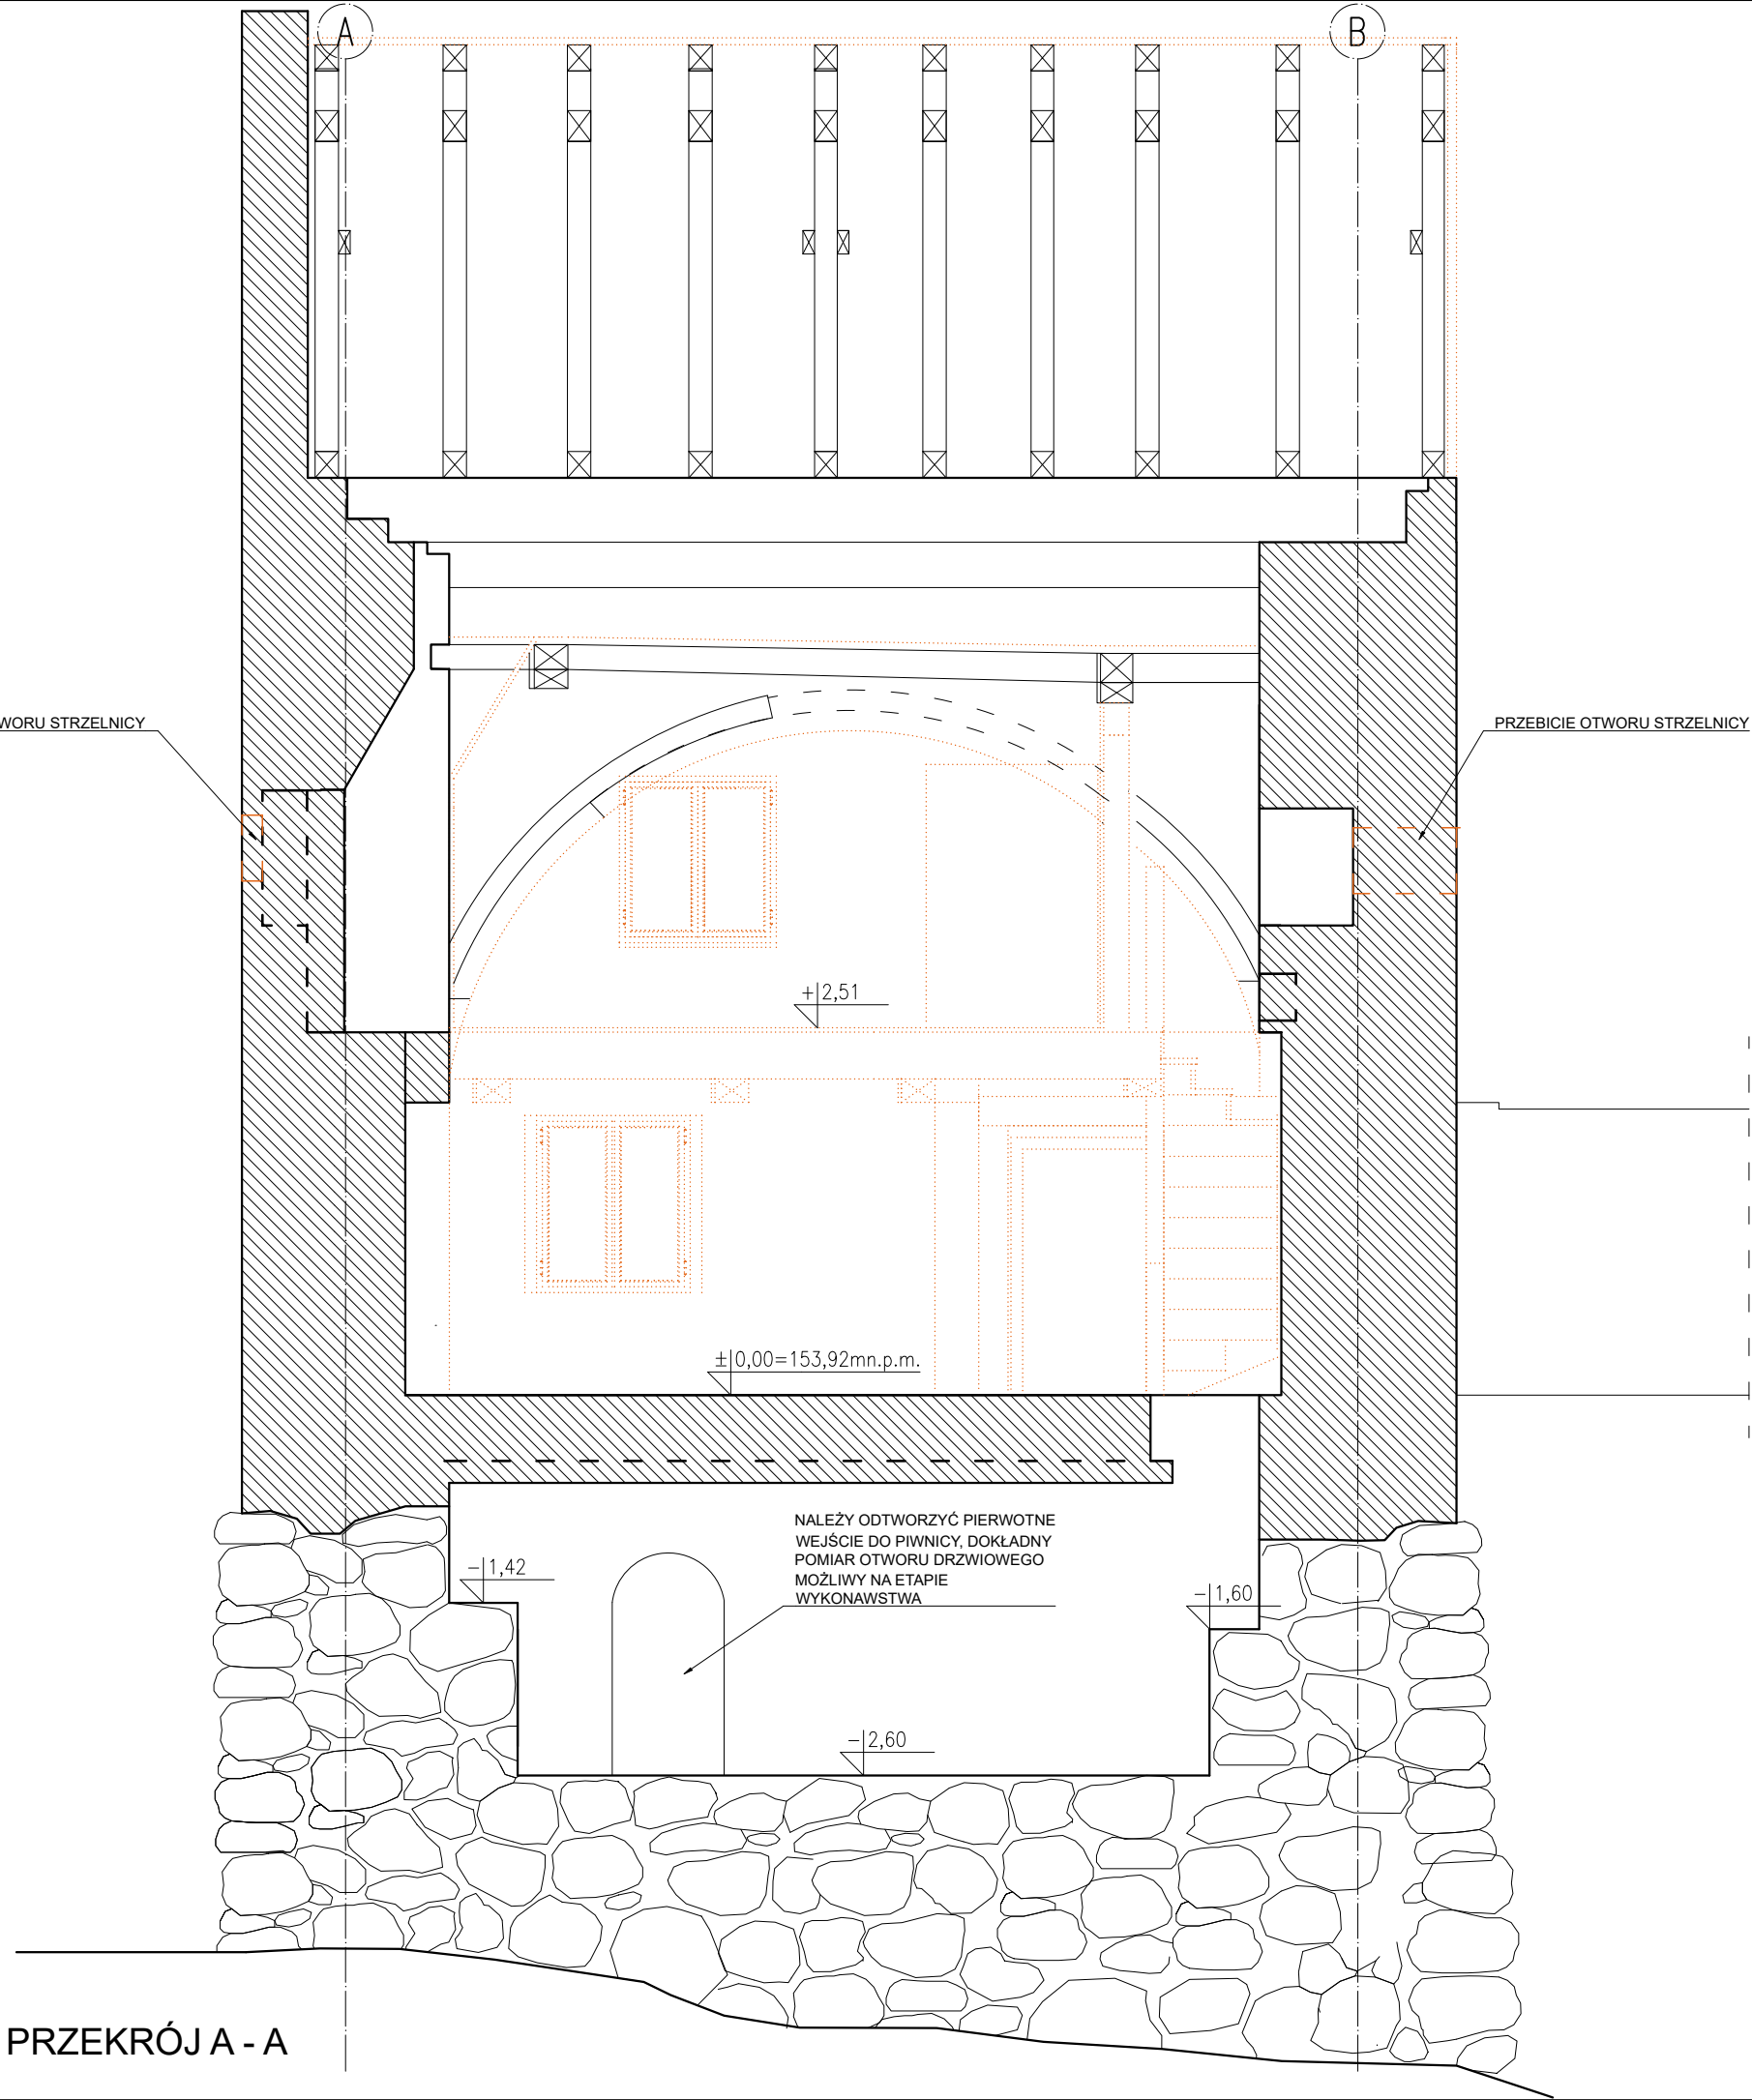 A
B
WORU STRZELNICY
PRZEBICIE OTWORU STRZELNICY
+2,51
±0,00=153,92mn.p.m.
NALEŻY ODTWORZYĆ PIERWOTNE
WEJŚCIE DO PIWNICY, DOKŁADNY
POMIAR OTWORU DRZWIOWEGO
MOŻLIWY NA ETAPIE
WYKONAWSTWA
-1,42
-1,60
-2,60
PRZEKRÓJ A - A